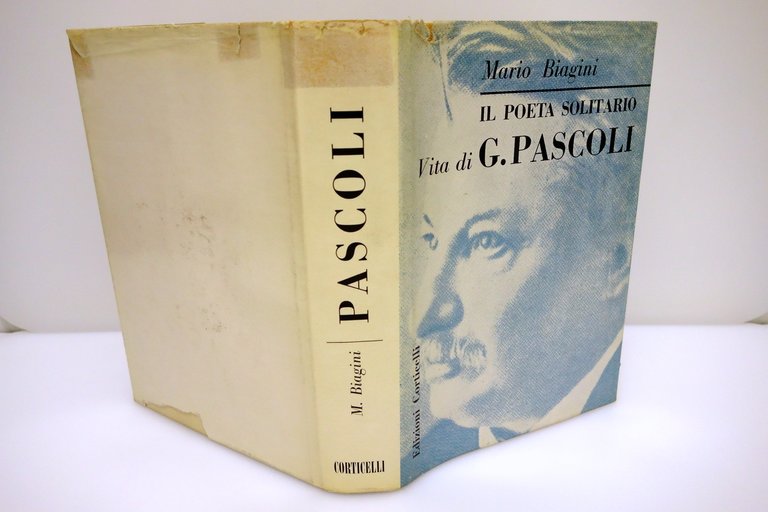 Mario Biagini
IL POETA SOLITARIO
Vita di G. PASCOLI
Edizioni Corticelli
PASCOLI
M. Biagini
CORTICELLI